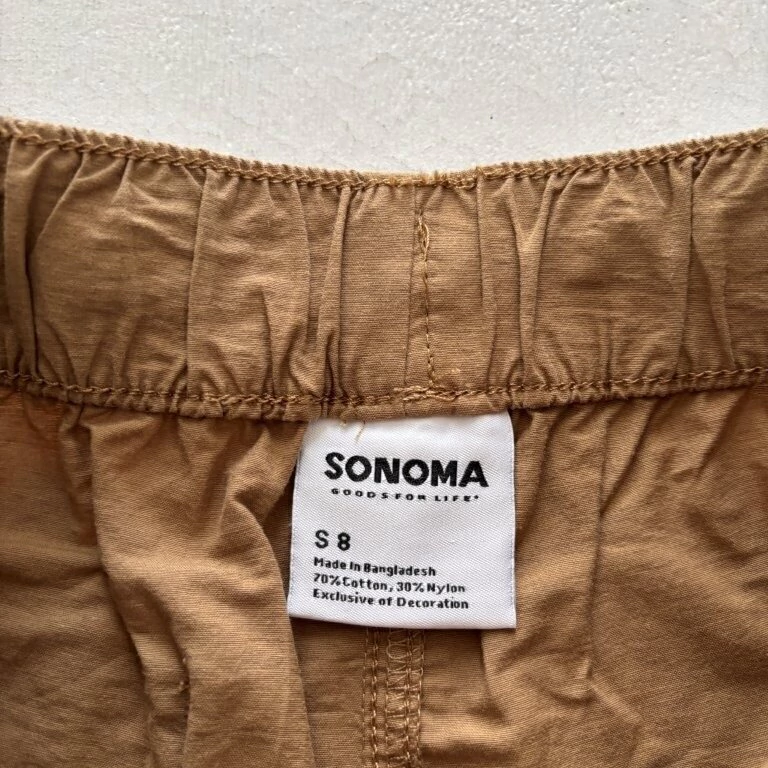 SONOMA
GOODS FOR LIFE®
S 8
Made In Bangladesh
70% Cotton, 30% Nylon
Exclusive of Decoration